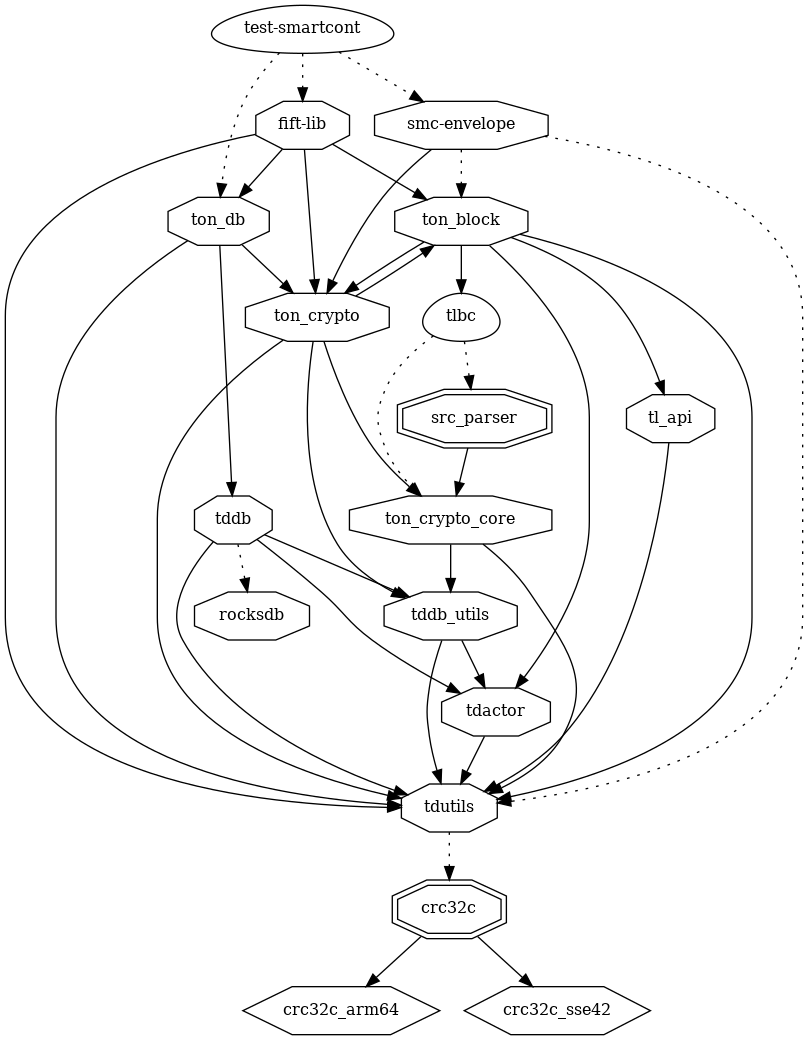 test-smartcont
fift-lib
smc-envelope
ton_db
ton_block
ton_crypto
tlbc
src_parser
tl_api
tddb
ton_crypto_core
rocksdb
tddb_utils
tdactor
tdutils
crc32c
crc32c_arm64
crc32c_sse42